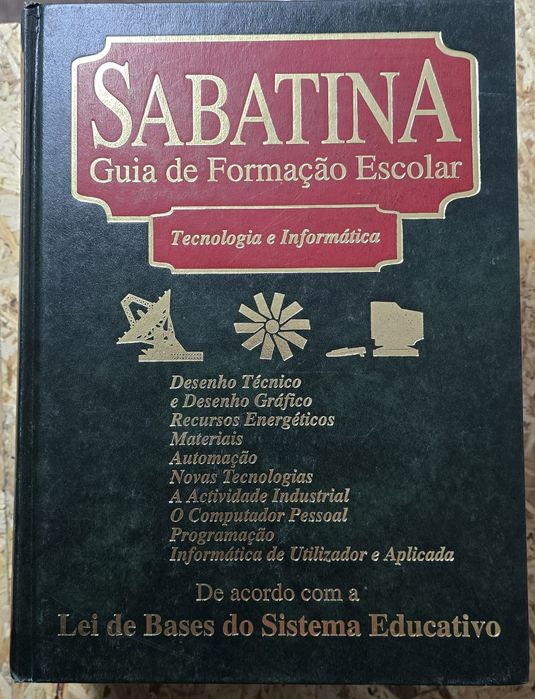 SABATINA
Guia de Formação Escolar
Tecnologia e Informática
Desenho Técnico
e Desenho Gráfico
Recursos Energéticos
Materiais
Automação
Novas Tecnologias
A Actividade Industrial
O Computador Pessoal
Programação
Informática de Utilizador e Aplicada
De acordo com a
Lei de Bases do Sistema Educativo